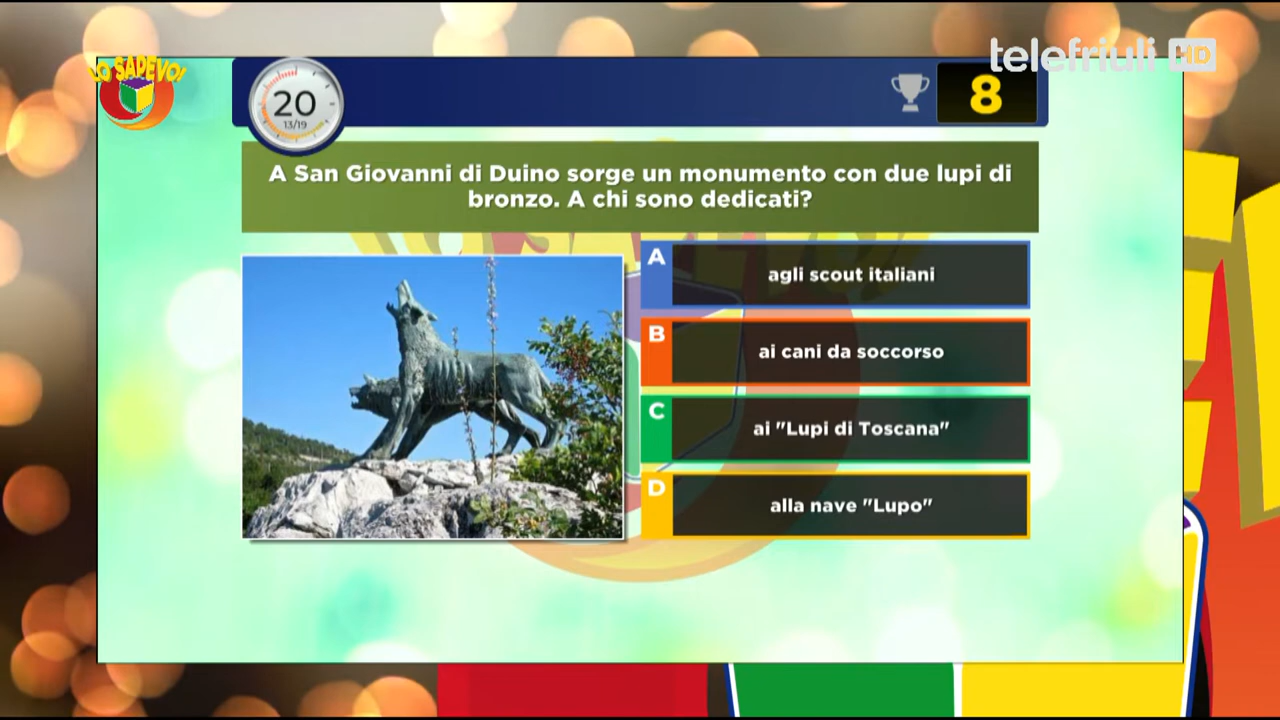 LO SAPEVO!
telefriuli HD
20
13/19
8
A San Giovanni di Duino sorge un monumento con due lupi di
bronzo. A chi sono dedicati?
A
agli scout italiani
B
ai cani da soccorso
C
ai "Lupi di Toscana"
D
alla nave "Lupo"